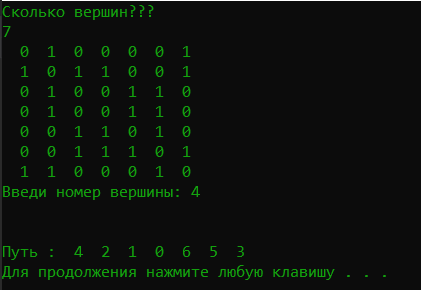 Сколько вершин???
7
0 1 0 0 0 0 1
1 0 1 1 0 0 1
0 1 0 0 1 1 0
0 1 0 0 1 1 0
0 0 1 1 0 1 0
0 0 1 1 1 0 1
1 1 0 0 0 1 0
Введи номер вершины: 4
Путь : 4 2 1 0 6 5 3
Для продолжения нажмите любую клавишу . . .